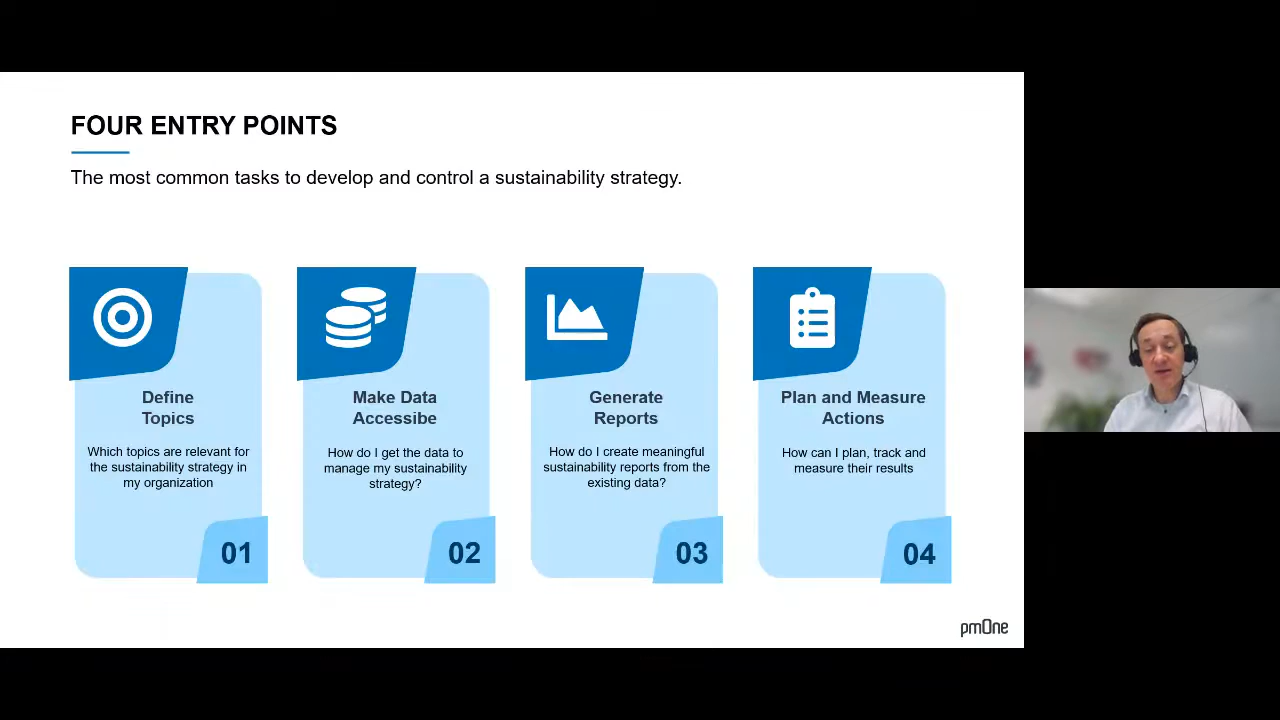 FOUR ENTRY POINTS
The most common tasks to develop and control a sustainability strategy.
Define
Topics
Which topics are relevant for
the sustainability strategy in
my organization
01
Make Data
Accessibe
How do I get the data to
manage my sustainability
strategy?
02
Generate
Reports
How do I create meaningful
sustainability reports from the
existing data?
03
Plan and Measure
Actions
How can I plan, track and
measure their results
04
pmOne